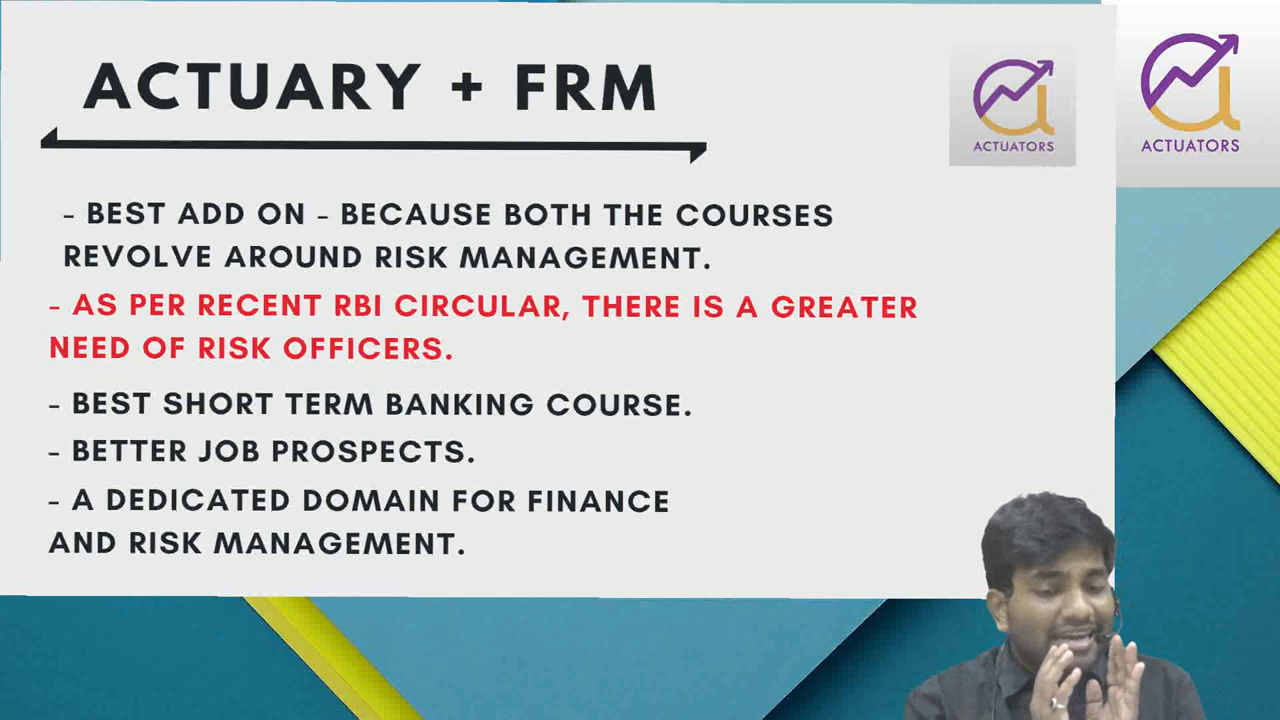 ACTUARY + FRM
ACTUATORS
ACTUATORS
- BEST ADD ON - BECAUSE BOTH THE COURSES
REVOLVE AROUND RISK MANAGEMENT.
- AS PER RECENT RBI CIRCULAR, THERE IS A GREATER
NEED OF RISK OFFICERS.
- BEST SHORT TERM BANKING COURSE.
- BETTER JOB PROSPECTS.
- A DEDICATED DOMAIN FOR FINANCE
AND RISK MANAGEMENT.